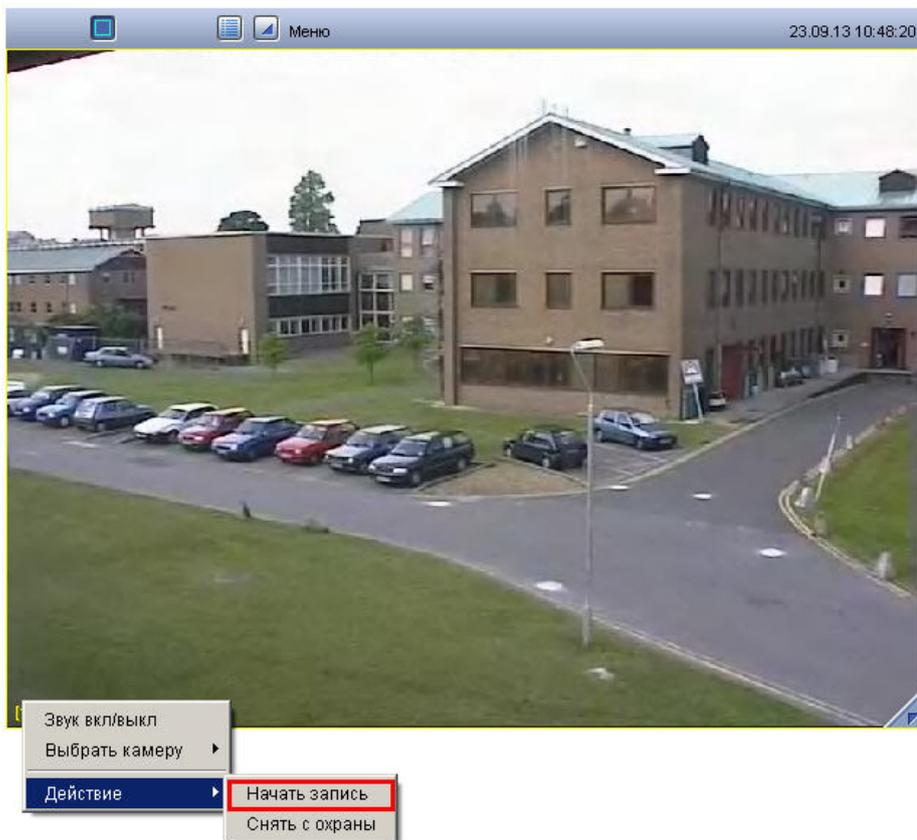 Меню
23.09.13 10:48:20
Звук вкл/выкл
Выбрать камеру
Действие
Начать запись
Снять с охраны